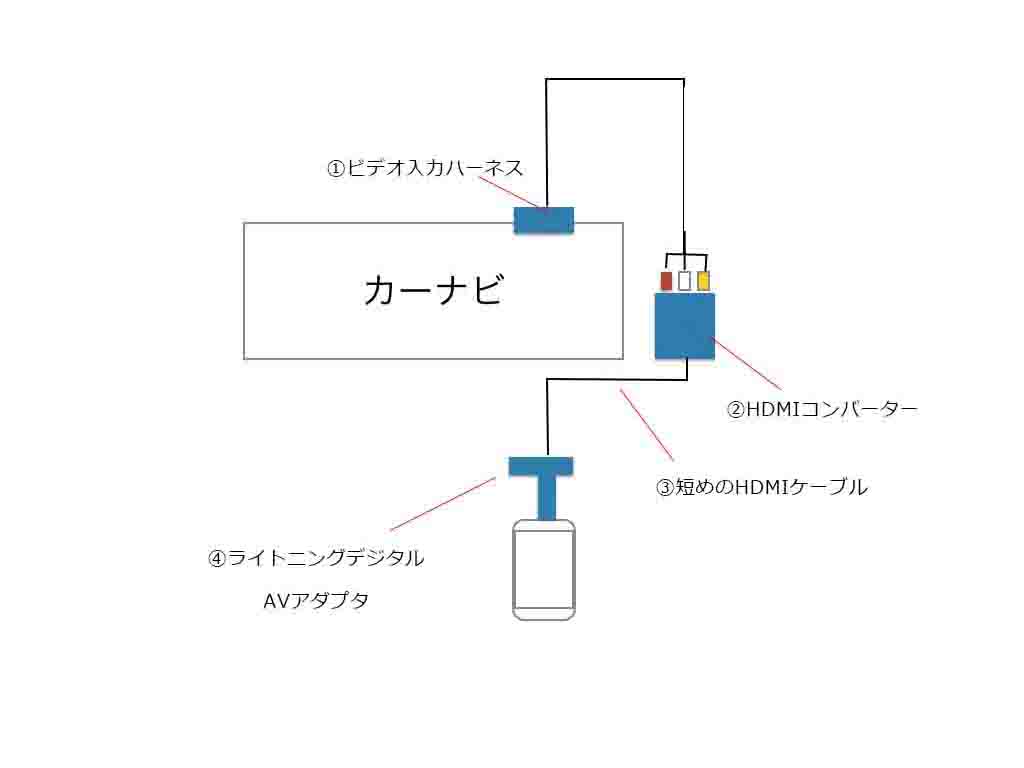 ①ビデオ入力ハーネス
カーナビ
②HDMIコンバーター
③短めのHDMIケーブル
④ライトニングデジタル
AVアダプタ